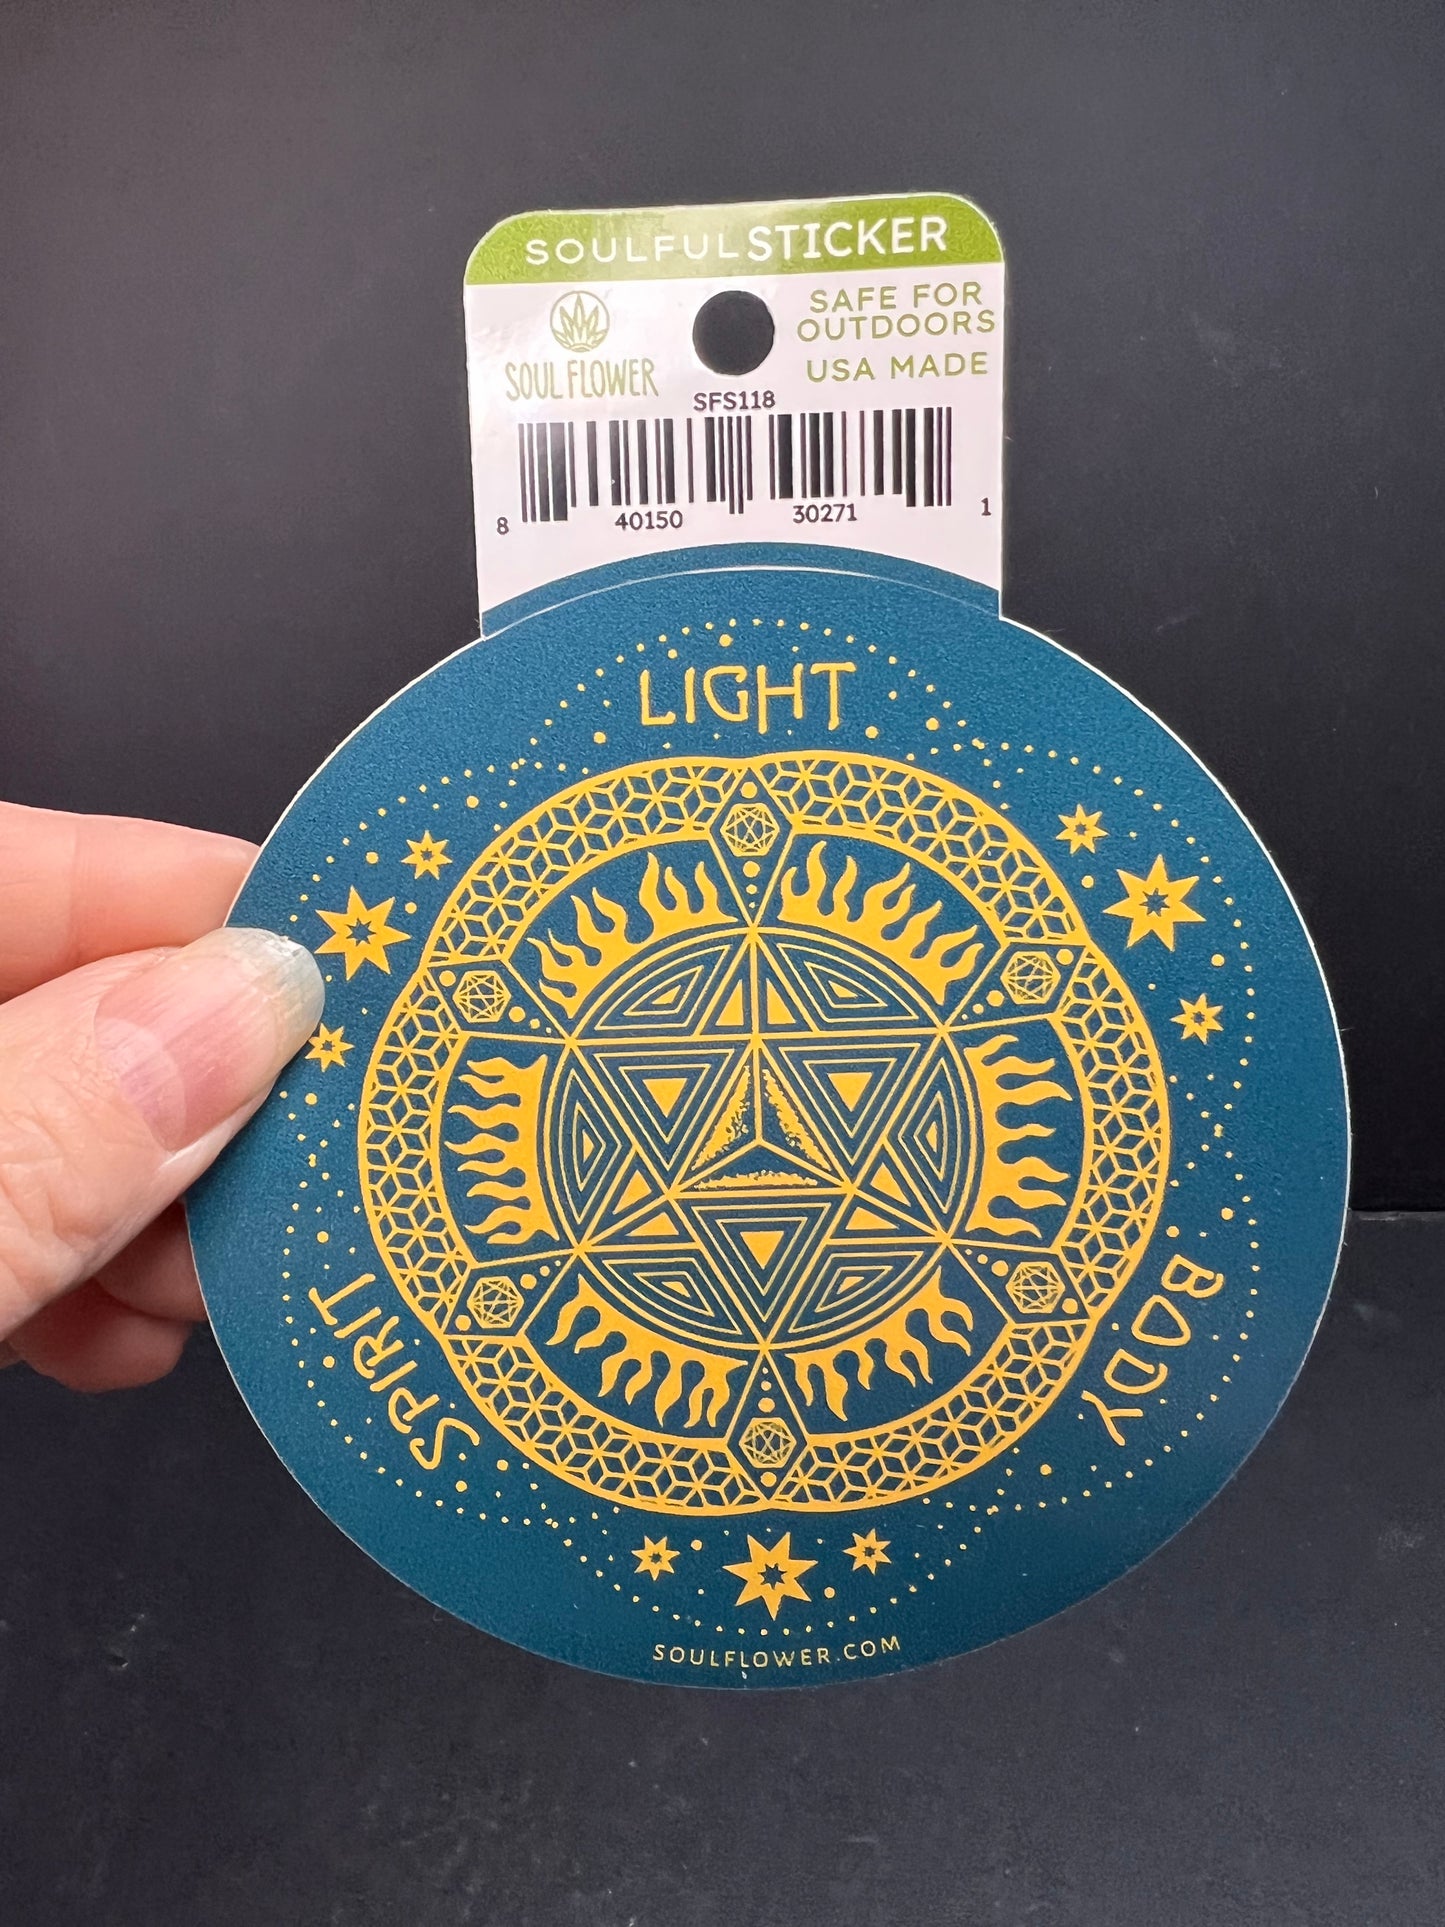 SOULFULSTICKER
SOUL FLOWER
SAFE FOR
OUTDOORS
USA MADE
SFS118
8 40150 30271 1
LIGHT
BODY
SPIRIT
SOULFLOWER.COM